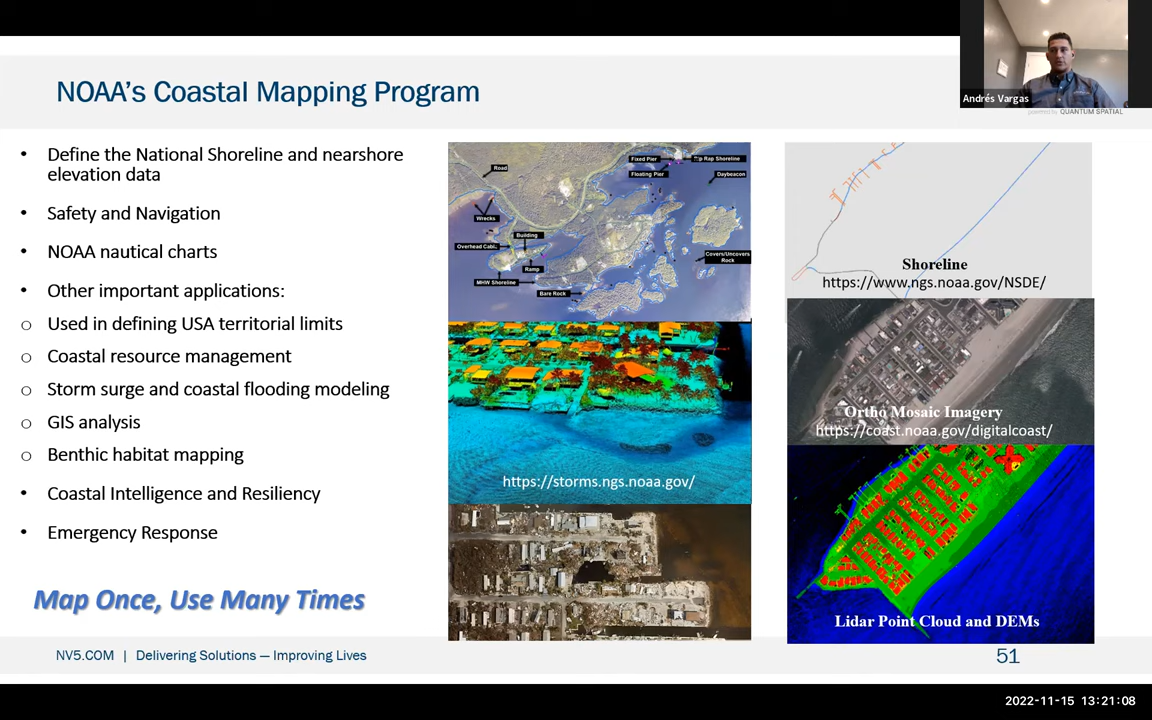 NOAA's Coastal Mapping Program
Andrés Vargas
powered by QUANTUM SPATIAL
• Define the National Shoreline and nearshore
elevation data
• Safety and Navigation
• NOAA nautical charts
• Other important applications:
o Used in defining USA territorial limits
o Coastal resource management
o Storm surge and coastal flooding modeling
o GIS analysis
o Benthic habitat mapping
• Coastal Intelligence and Resiliency
• Emergency Response
Map Once, Use Many Times
Road
Fixed Pier
Rip Rap Shoreline
Floating Pier
Daybeacon
Wrecks
Building
Overhead Cable
Ramp
Covers/Uncovers
Rock
MHW Shoreline
Bare Rock
https://storms.ngs.noaa.gov/
Shoreline
https://www.ngs.noaa.gov/NSDE/
Ortho Mosaic Imagery
https://coast.noaa.gov/digitalcoast/
Lidar Point Cloud and DEMs
NV5.COM | Delivering Solutions — Improving Lives
51
2022-11-15 13:21:08